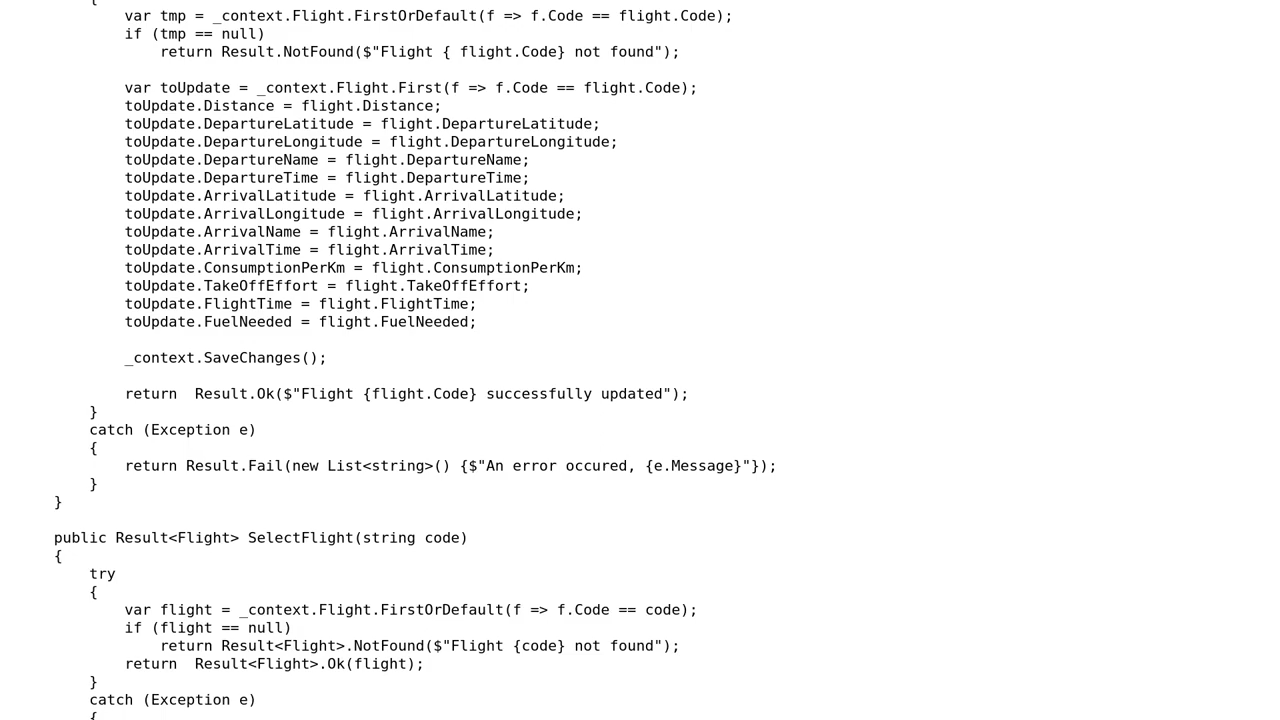 {
            var tmp = _context.Flight.FirstOrDefault(f => f.Code == flight.Code);
            if (tmp == null)
                return Result.NotFound($"Flight { flight.Code} not found");

            var toUpdate = _context.Flight.First(f => f.Code == flight.Code);
            toUpdate.Distance = flight.Distance;
            toUpdate.DepartureLatitude = flight.DepartureLatitude;
            toUpdate.DepartureLongitude = flight.DepartureLongitude;
            toUpdate.DepartureName = flight.DepartureName;
            toUpdate.DepartureTime = flight.DepartureTime;
            toUpdate.ArrivalLatitude = flight.ArrivalLatitude;
            toUpdate.ArrivalLongitude = flight.ArrivalLongitude;
            toUpdate.ArrivalName = flight.ArrivalName;
            toUpdate.ArrivalTime = flight.ArrivalTime;
            toUpdate.ConsumptionPerKm = flight.ConsumptionPerKm;
            toUpdate.TakeOffEffort = flight.TakeOffEffort;
            toUpdate.FlightTime = flight.FlightTime;
            toUpdate.FuelNeeded = flight.FuelNeeded;

            _context.SaveChanges();

            return  Result.Ok($"Flight {flight.Code} successfully updated");
        }
        catch (Exception e)
        {
            return Result.Fail(new List<string>() {$"An error occured, {e.Message}"});
        }
    }

    public Result<Flight> SelectFlight(string code)
    {
        try
        {
            var flight = _context.Flight.FirstOrDefault(f => f.Code == code);
            if (flight == null)
                return Result<Flight>.NotFound($"Flight {code} not found");
            return  Result<Flight>.Ok(flight);
        }
        catch (Exception e)
        {